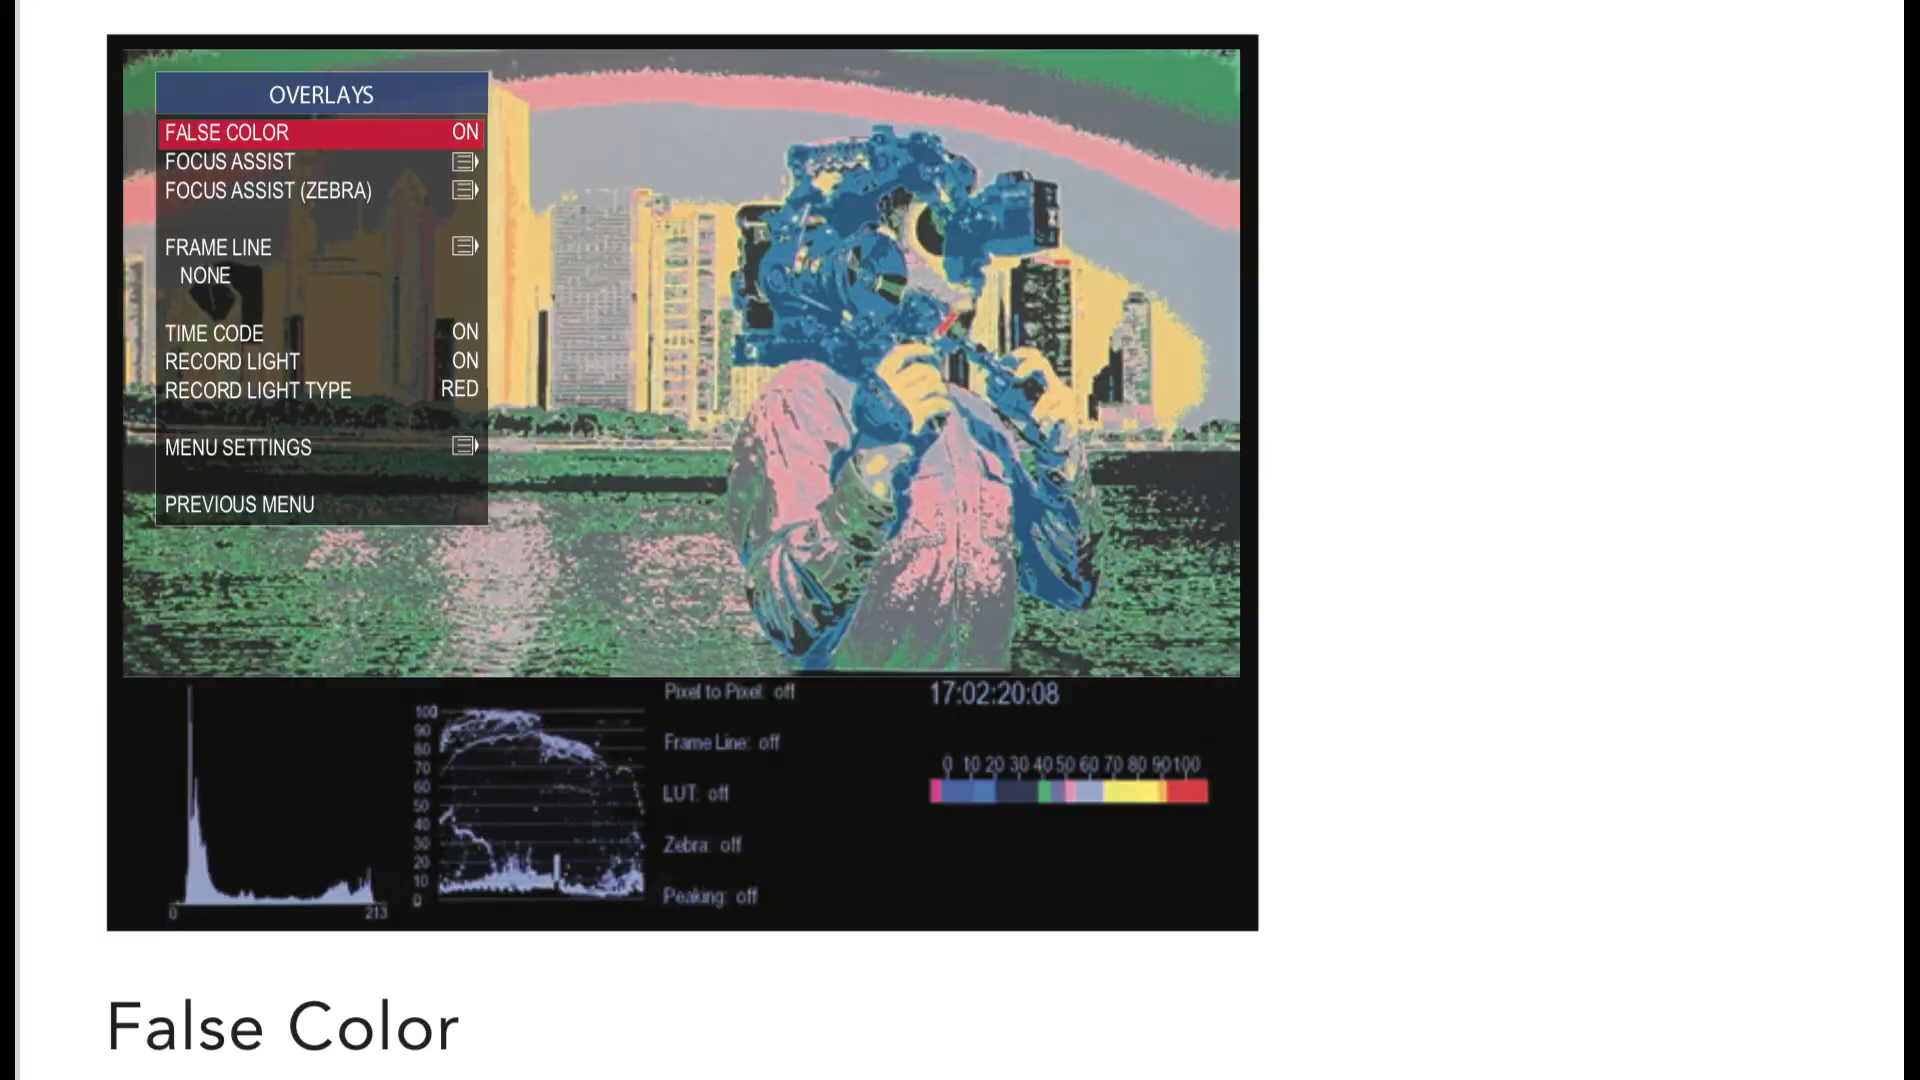 OVERLAYS
FALSE COLOR ON
FOCUS ASSIST
FOCUS ASSIST (ZEBRA)
FRAME LINE
NONE
TIME CODE ON
RECORD LIGHT ON
RECORD LIGHT TYPE RED
MENU SETTINGS
PREVIOUS MENU
Pixel to Pixel: off
17:02:20:08
100
90
80
70
60
50
40
30
20
10
0
Frame Line: off
0 10 20 30 40 50 60 70 80 90 100
LUT: off
Zebra: off
Peaking: off
0 213
False Color